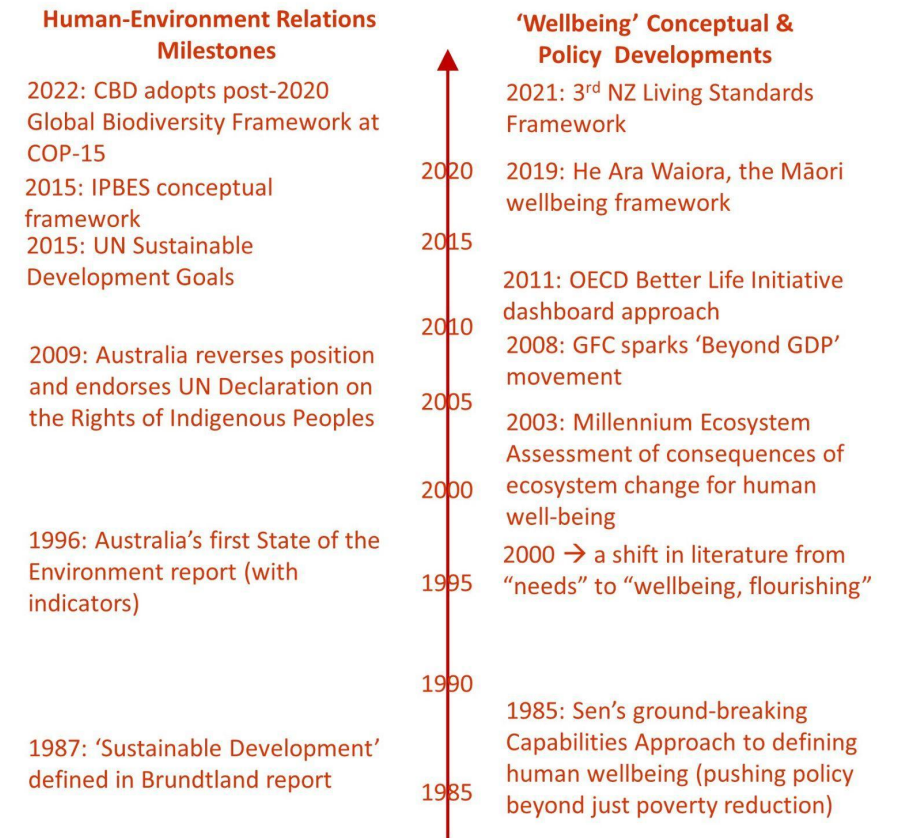 Human-Environment Relations
Milestones
2022: CBD adopts post-2020
Global Biodiversity Framework at
COP-15
2015: IPBES conceptual
framework
2015: UN Sustainable
Development Goals
2009: Australia reverses position
and endorses UN Declaration on
the Rights of Indigenous Peoples
1996: Australia’s first State of the
Environment report (with
indicators)
1987: ‘Sustainable Development’
defined in Brundtland report
2020
2015
2010
2005
2000
1995
1990
1985
‘Wellbeing’ Conceptual &
Policy Developments
2021: 3rd NZ Living Standards
Framework
2019: He Ara Waiora, the Māori
wellbeing framework
2011: OECD Better Life Initiative
dashboard approach
2008: GFC sparks ‘Beyond GDP’
movement
2003: Millennium Ecosystem
Assessment of consequences of
ecosystem change for human
well-being
2000 → a shift in literature from
“needs” to “wellbeing, flourishing”
1985: Sen’s ground-breaking
Capabilities Approach to defining
human wellbeing (pushing policy
beyond just poverty reduction)